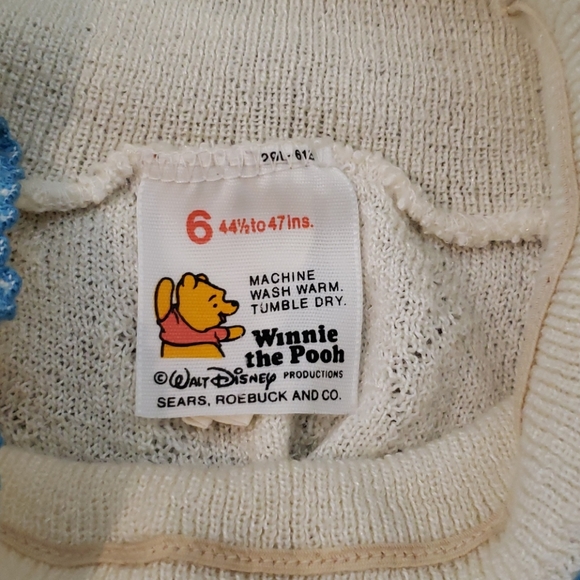 6 44½ to 47 ins.
MACHINE
WASH WARM.
TUMBLE DRY.
Winnie
the Pooh
© WALT DISNEY PRODUCTIONS
SEARS, ROEBUCK AND CO.